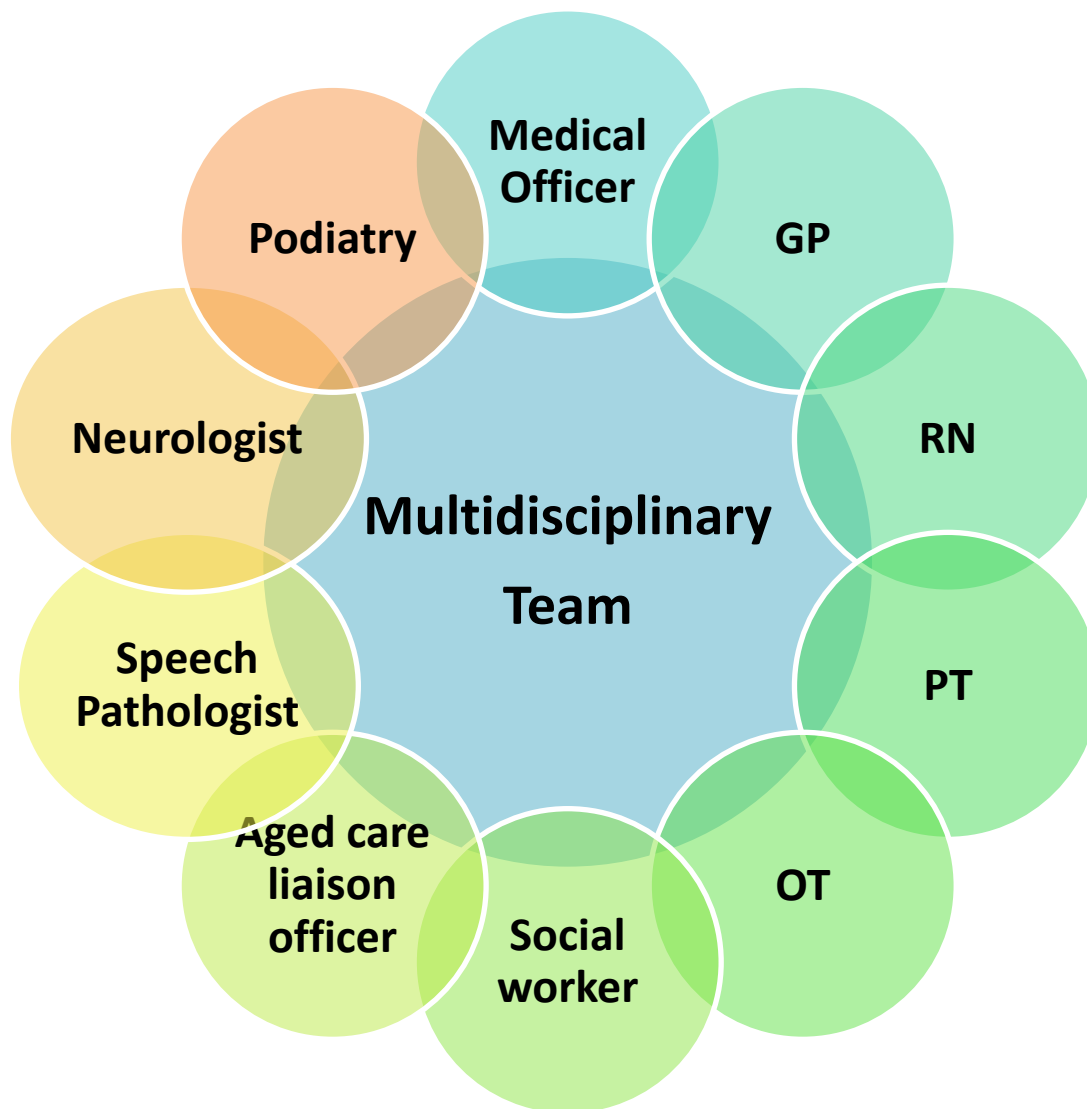 Medical
Officer
GP
RN
PT
OT
Social
worker
Aged care
liaison
officer
Speech
Pathologist
Neurologist
Podiatry
Multidisciplinary
Team